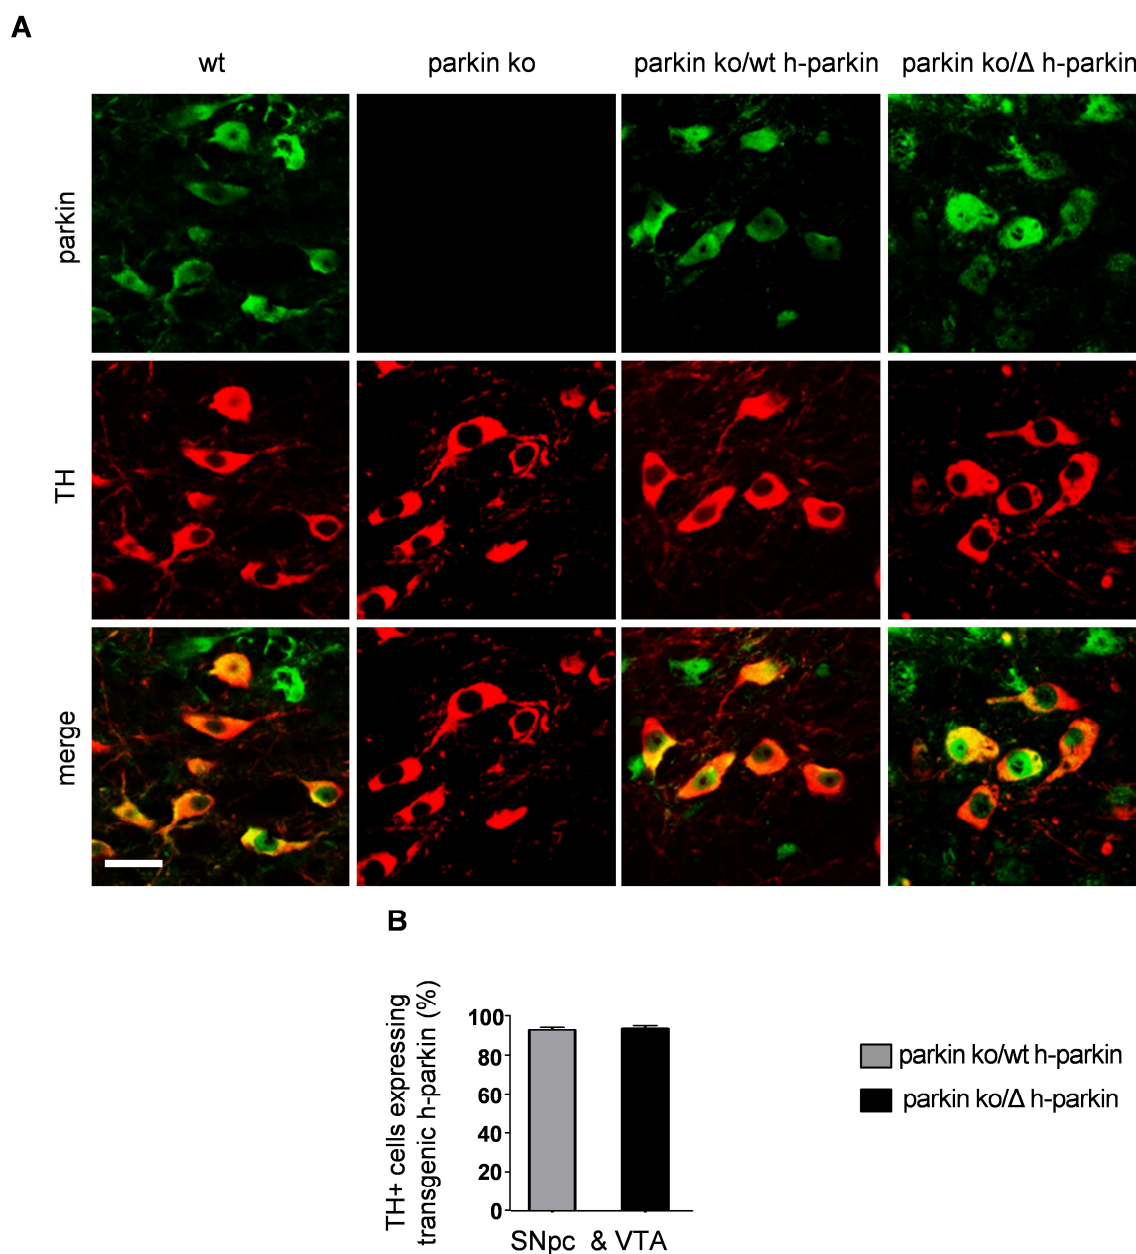 A
wt
parkin ko
parkin ko/wt h-parkin
parkin ko/Δ h-parkin
parkin
TH
merge
B
TH+ cells expressing
transgenic h-parkin (%)
100
80
60
40
20
0
SNpc & VTA
parkin ko/wt h-parkin
parkin ko/Δ h-parkin